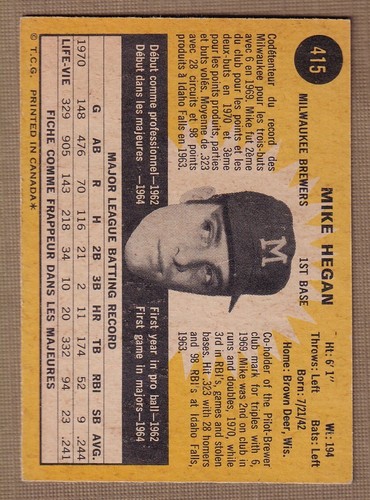 415
MIKE HEGAN
MILWAUKEE BREWERS 1ST BASE
Ht: 6'1" Wt: 194
Throws: Left Bats: Left
Born: 7/21/42
Home: Brown Deer, Wis.
Codétenteur du record des
Milwaukee pour les trois-buts
avec 6 en 1969. Mike fut 2ème
du club pour les points et les
deux-buts en 1970 et 3ème
pour les points produits, parties
et buts volés. Moyenne de .323
avec 28 circuits et 98 points
produits à Idaho Falls en 1963.
M
Co-holder of the Pilot-Brewer
club mark for triples with 6,
1969, Mike was 2nd on club in
runs and doubles, 1970, while
3rd in RBI's, games and stolen
bases. Hit .323 with 28 homers
and 98 RBI's at Idaho Falls,
1963.
Début comme professionnel—1962
Début dans les majeures —1964
First year in pro ball—1962
First game in majors—1964
MAJOR LEAGUE BATTING RECORD
G AB R H 2B 3B HR TB RBI SB AVG.
1970 148 476 70 116 21 2 11 174 52 9 .244
LIFE-VIE 329 905 143 218 34 10 20 332 94 23 .241
FICHE COMME FRAPPEUR DANS LES MAJEURES
© T.C.G. PRINTED IN CANADA*